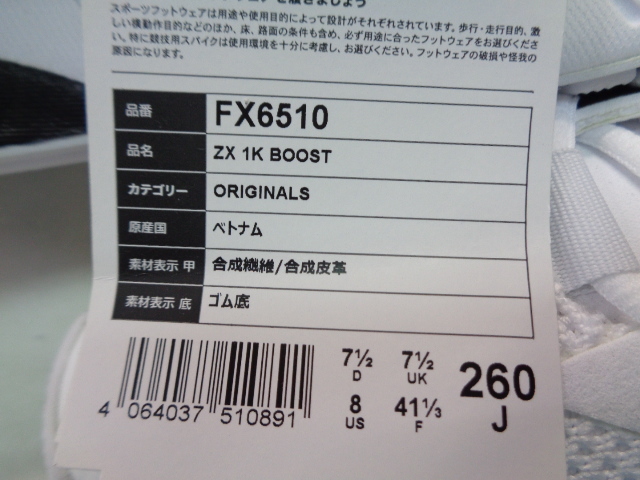 スポーツフットウェアは用途や使用目的によって設計がそれぞれされています。歩行・走行目的、激
しい横動作目的などのほか、床、路面の条件も含め、必ず用途に合ったフットウェアをお選びくださ
い。特に競技用スパイクは使用環境を十分に考慮し、お選びください。フットウェアの破損や怪我の
原因になります。
品番 FX6510
品名 ZX 1K BOOST
カテゴリー ORIGINALS
原産国 ベトナム
素材表示 甲 合成繊維/合成皮革
素材表示 底 ゴム底
7½ D 7½ UK 260 J
8 US 41⅓ F
4 064037 510891